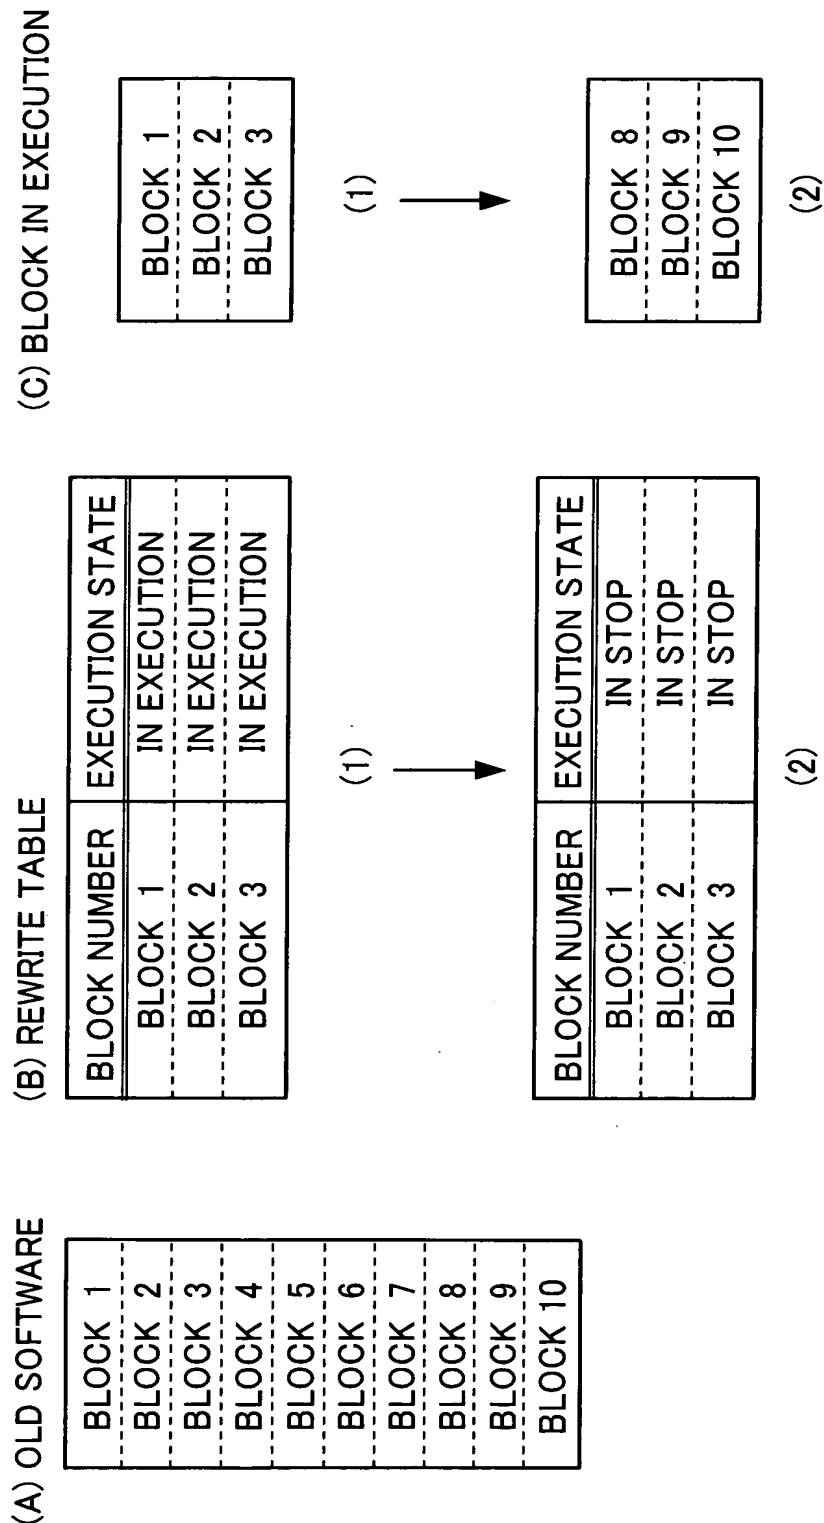 (A) OLD SOFTWARE
BLOCK 1
BLOCK 2
BLOCK 3
BLOCK 4
BLOCK 5
BLOCK 6
BLOCK 7
BLOCK 8
BLOCK 9
BLOCK 10
(B) REWRITE TABLE
BLOCK NUMBER EXECUTION STATE
BLOCK 1 IN EXECUTION
BLOCK 2 IN EXECUTION
BLOCK 3 IN EXECUTION
(1)
BLOCK NUMBER EXECUTION STATE
BLOCK 1 IN STOP
BLOCK 2 IN STOP
BLOCK 3 IN STOP
(2)
(C) BLOCK IN EXECUTION
BLOCK 1
BLOCK 2
BLOCK 3
(1)
BLOCK 8
BLOCK 9
BLOCK 10
(2)